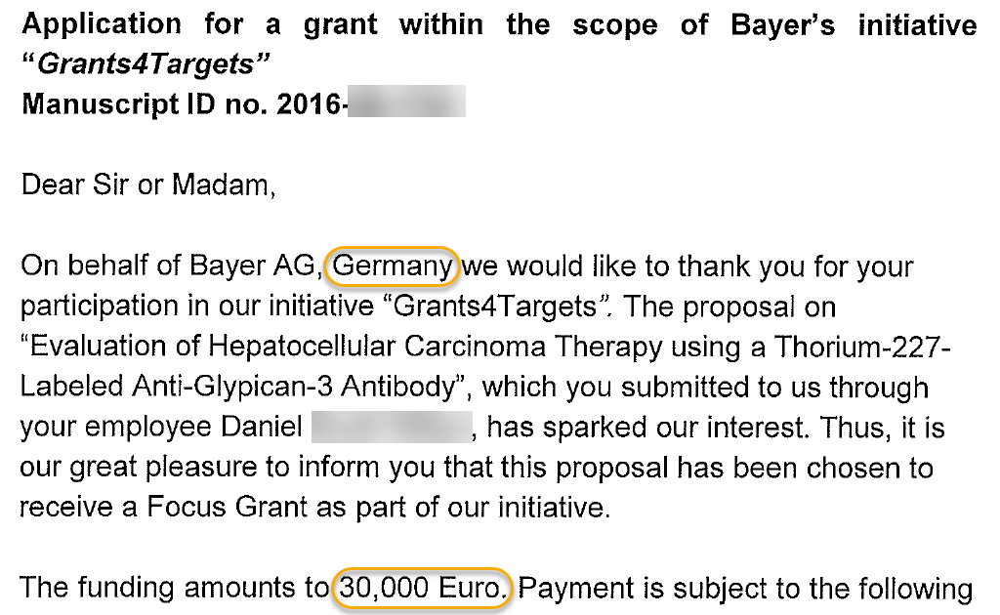 Application for a grant within the scope of Bayer’s initiative
“Grants4Targets”
Manuscript ID no. 2016-
Dear Sir or Madam,
On behalf of Bayer AG, Germany we would like to thank you for your
participation in our initiative “Grants4Targets”. The proposal on
“Evaluation of Hepatocellular Carcinoma Therapy using a Thorium-227-
Labeled Anti-Glypican-3 Antibody”, which you submitted to us through
your employee Daniel , has sparked our interest. Thus, it is
our great pleasure to inform you that this proposal has been chosen to
receive a Focus Grant as part of our initiative.
The funding amounts to 30,000 Euro. Payment is subject to the following